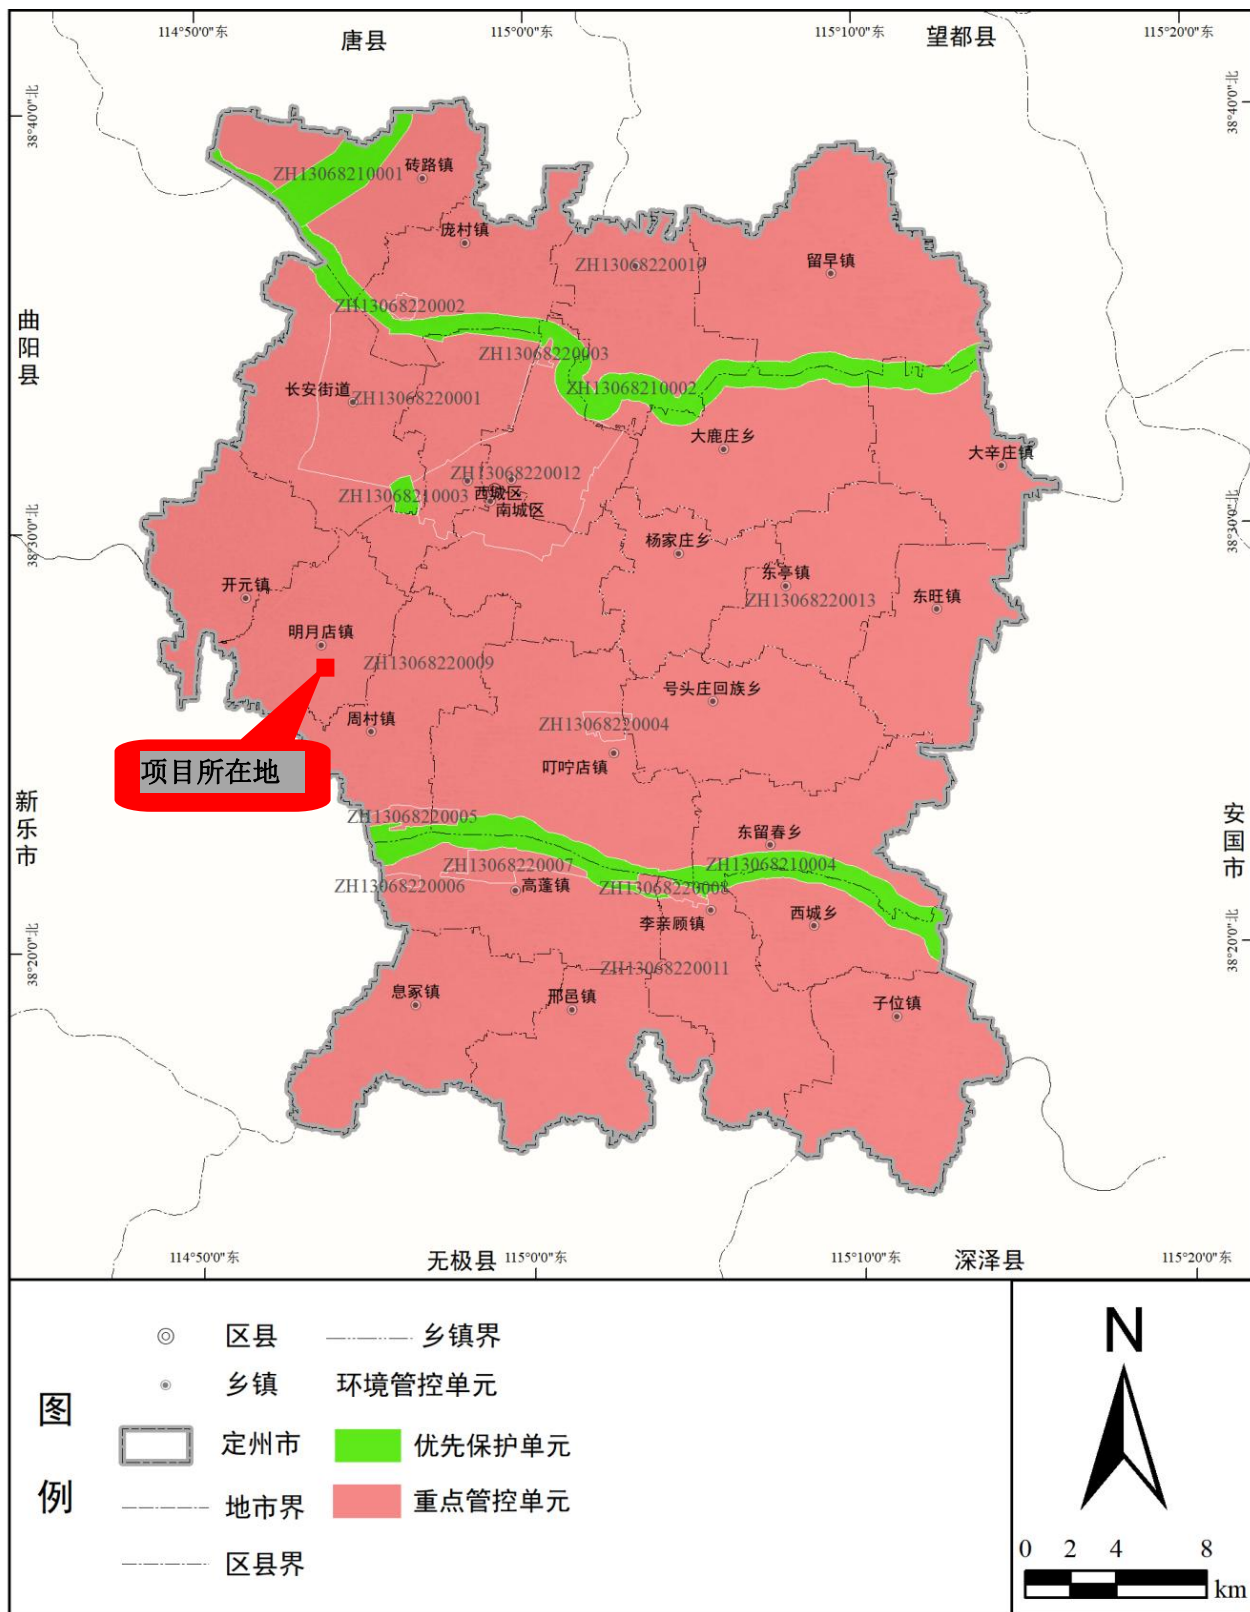 114°50'0"东
115°0'0"东
115°10'0"东
115°20'0"东
唐县
望都县
38°40'0"北
38°40'0"北
砖路镇
ZH13068210001
庞村镇
ZH13068220010
留早镇
ZH13068220002
曲阳县
ZH13068220003
ZH13068210002
长安街道
ZH13068220001
大鹿庄乡
大辛庄镇
ZH13068220012
ZH13068210003
西城区
南城区
38°30'0"北
38°30'0"北
杨家庄乡
东亭镇
开元镇
ZH13068220013
东旺镇
明月店镇
ZH13068220009
号头庄回族乡
周村镇
ZH13068220004
叮咛店镇
项目所在地
新乐市
安国市
ZH13068220005
东留春乡
ZH13068220007
ZH13068210004
ZH13068220006
高蓬镇
ZH13068220008
李亲顾镇
西城乡
38°20'0"北
38°20'0"北
ZH13068220011
息冢镇
邢邑镇
子位镇
114°50'0"东
115°0'0"东
115°10'0"东
115°20'0"东
无极县
深泽县
图例
区县
乡镇界
乡镇
环境管控单元
定州市
优先保护单元
地市界
重点管控单元
区县界
N
0 2 4 8
km